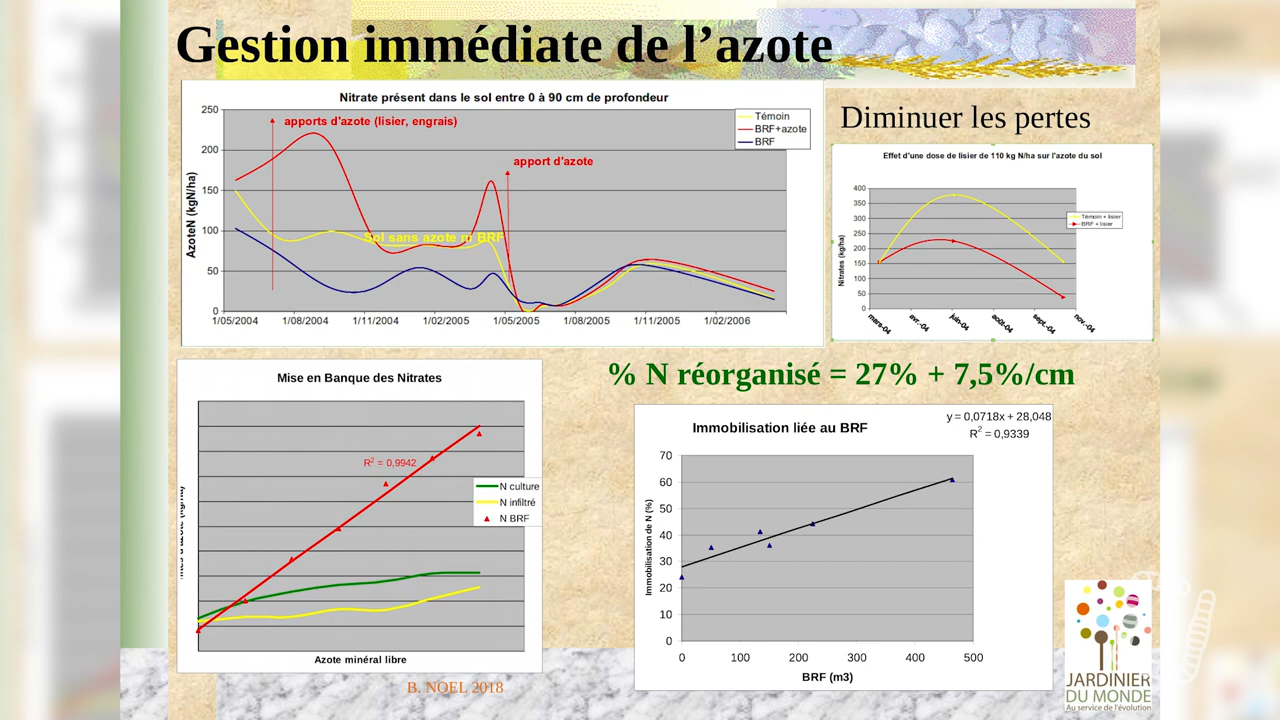 Gestion immédiate de l’azote
Nitrate présent dans le sol entre 0 à 90 cm de profondeur
250
200
150
100
50
0
AzoteN (kgN/ha)
apports d'azote (lisier, engrais)
apport d'azote
Sol sans azote ni BRF
Témoin
BRF+azote
BRF
1/05/2004
1/08/2004
1/11/2004
1/02/2005
1/05/2005
1/08/2005
1/11/2005
1/02/2006
Diminuer les pertes
Effet d'une dose de lisier de 110 kg N/ha sur l'azote du sol
400
350
300
250
200
150
100
50
0
Nitrates (kg/ha)
Témoin + lisier
BRF + lisier
mars-04
avr.-04
juin-04
août-04
sept.-04
nov.-04
Mise en Banque des Nitrates
R² = 0,9942
N culture
N infiltré
N BRF
Azote minéral libre
B. NOEL 2018
% N réorganisé = 27% + 7,5%/cm
Immobilisation liée au BRF
y = 0,0718x + 28,048
R² = 0,9339
70
60
50
40
30
20
10
0
Immobilisation de N (%)
0
100
200
300
400
500
BRF (m3)
JARDINIER
DU MONDE
Au service de l'évolution